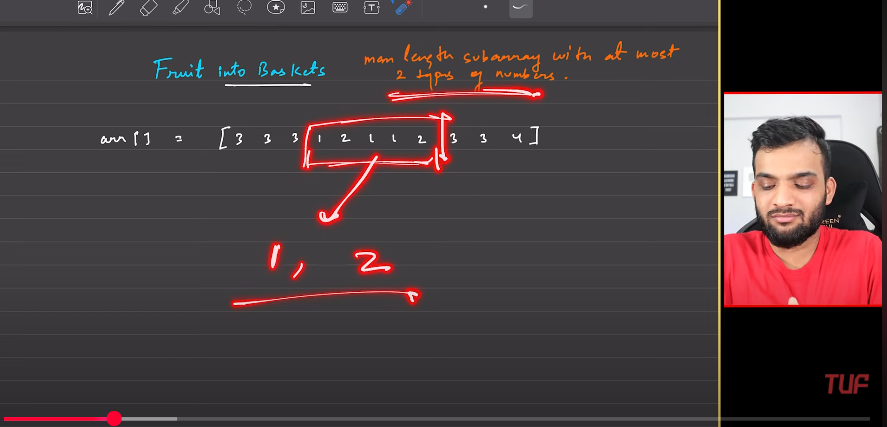 Fruit into Baskets
max length subarray with at most
2 types of numbers.
arr[] = [3 3 3 1 2 1 1 2 3 3 4]
1, 2
TUF